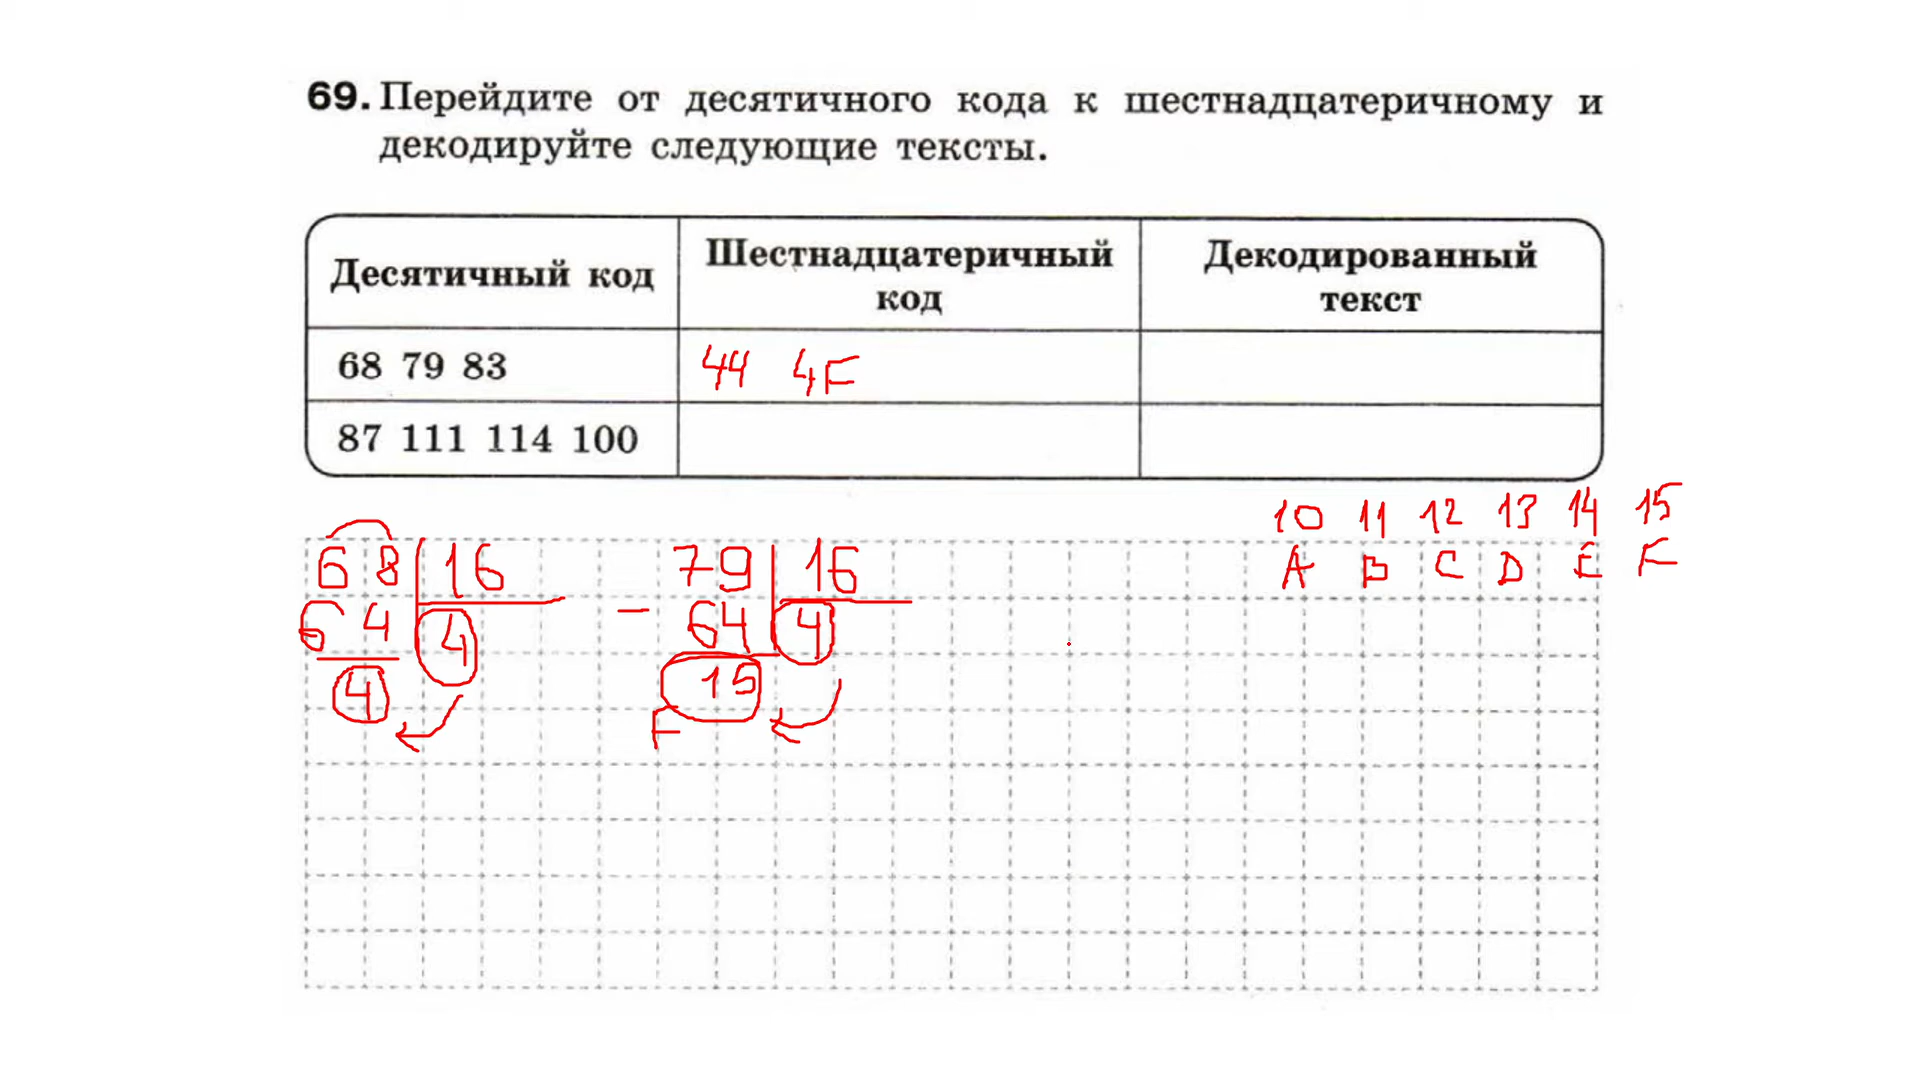 69. Перейдите от десятичного кода к шестнадцатеричному и
декодируйте следующие тексты.
Десятичный код
Шестнадцатеричный
код
Декодированный
текст
68 79 83
44 4F
87 111 114 100
10 11 12 13 14 15
A B C D E F
68 16
64 4
4
79 16
- 64 4
15
F